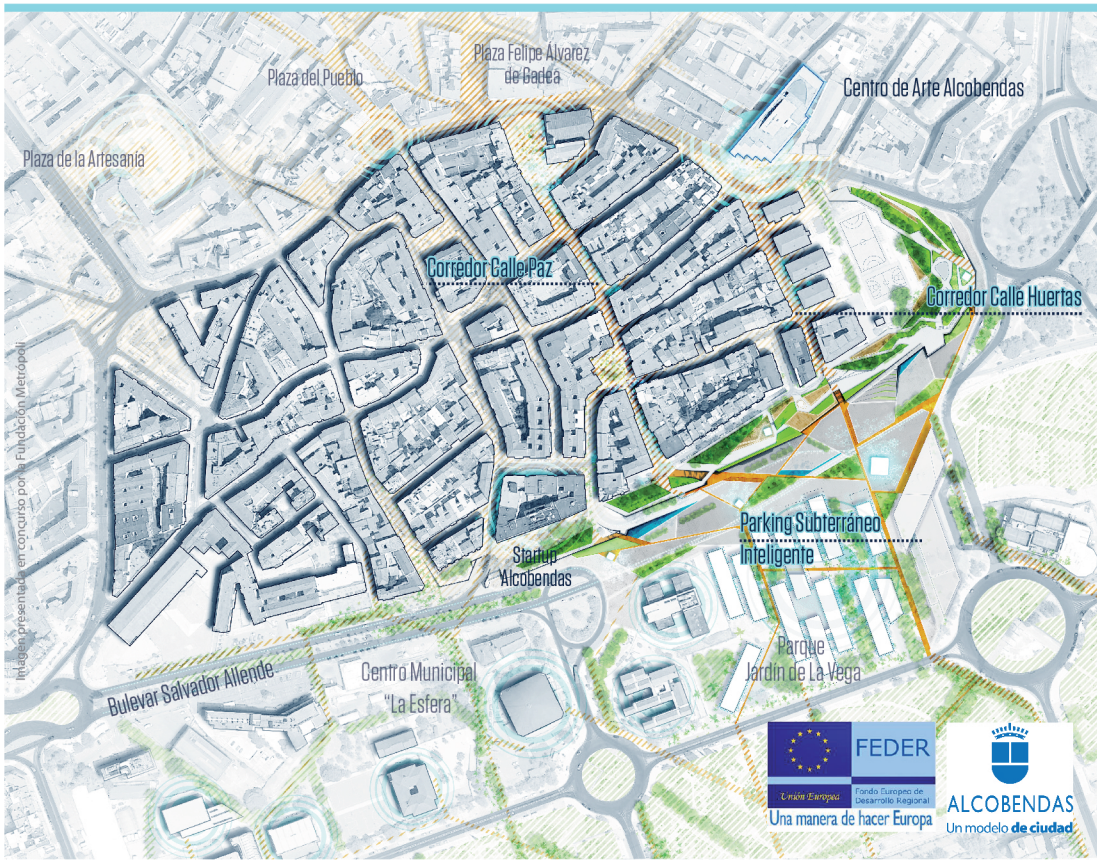 Plaza Felipe Álvarez
de Gadea
Plaza del Pueblo
Centro de Arte Alcobendas
Plaza de la Artesanía
Corredor Calle Paz
Corredor Calle Huertas
Imagen presentada en concurso por la Fundación Metrópoli
Parking Subterráneo
Inteligente
Startup
Alcobendas
Parque
Jardín de La Vega
Centro Municipal
“La Esfera”
Bulevar Salvador Allende
FEDER
Unión Europea
Fondo Europeo de
Desarrollo Regional
Una manera de hacer Europa
ALCOBENDAS
Un modelo de ciudad